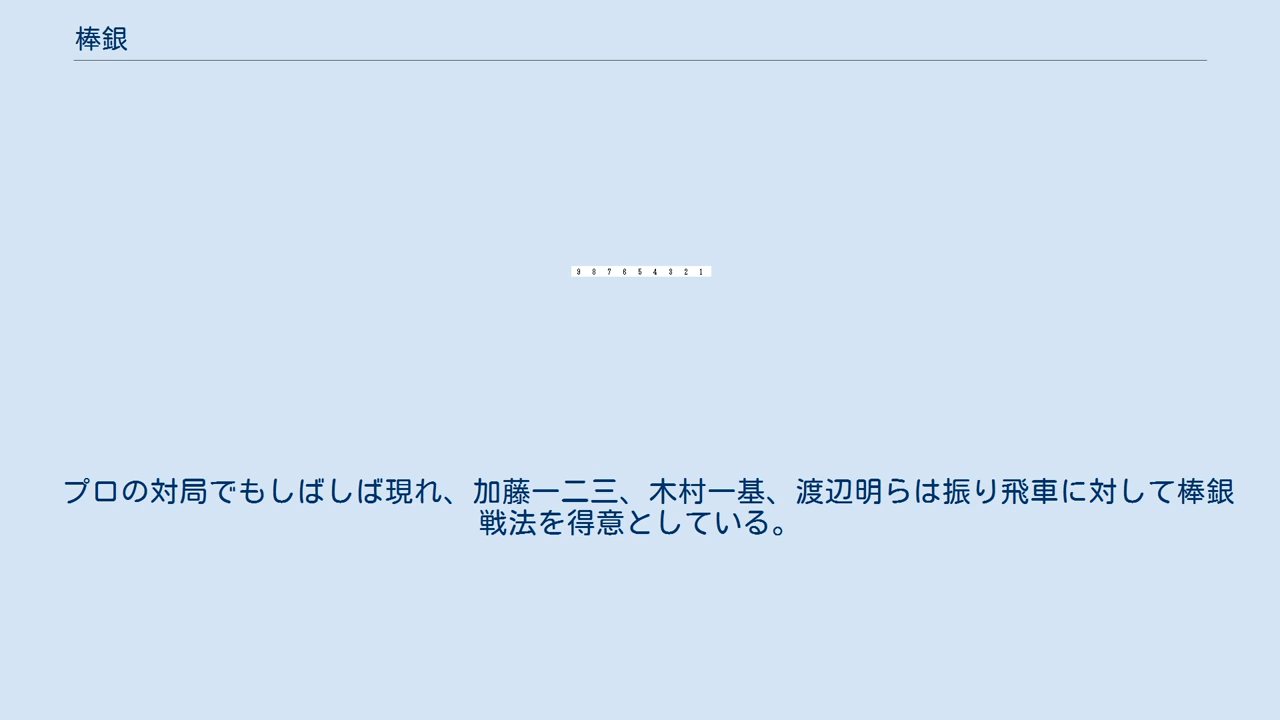 棒銀
9 8 7 6 5 4 3 2 1
プロの対局でもしばしば現れ、加藤一二三、木村一基、渡辺明らは振り飛車に対して棒銀
戦法を得意としている。